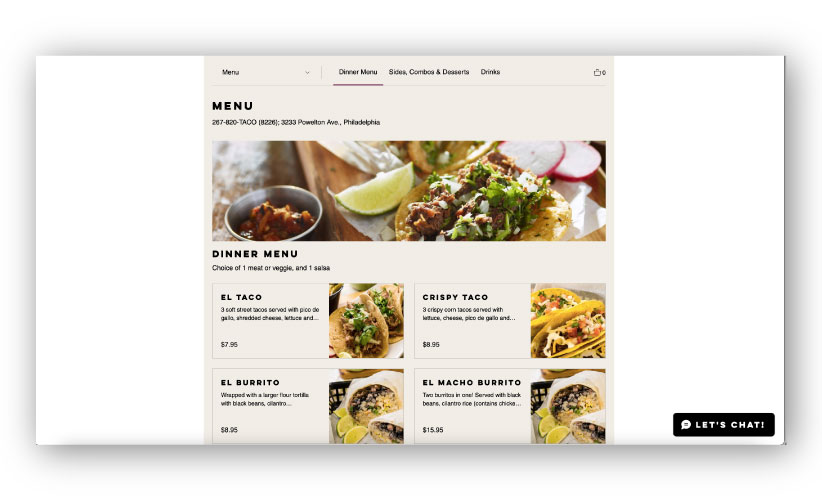 Menu Dinner Menu Sides, Combos & Desserts Drinks 0
MENU
267-820-TACO (8226); 3233 Powelton Ave., Philadelphia
DINNER MENU
Choice of 1 meat or veggie, and 1 salsa
EL TACO
3 soft street tacos served with pico de
gallo, shredded cheese, lettuce and...
$7.95
CRISPY TACO
3 crispy corn tacos served with
lettuce, cheese, pico de gallo and...
$8.95
EL BURRITO
Wrapped with a larger flour tortilla
with black beans, cilantro...
$8.95
EL MACHO BURRITO
Two burritos in one! Served with black
beans, cilantro rice (contains chicke...
$15.95
LET'S CHAT!